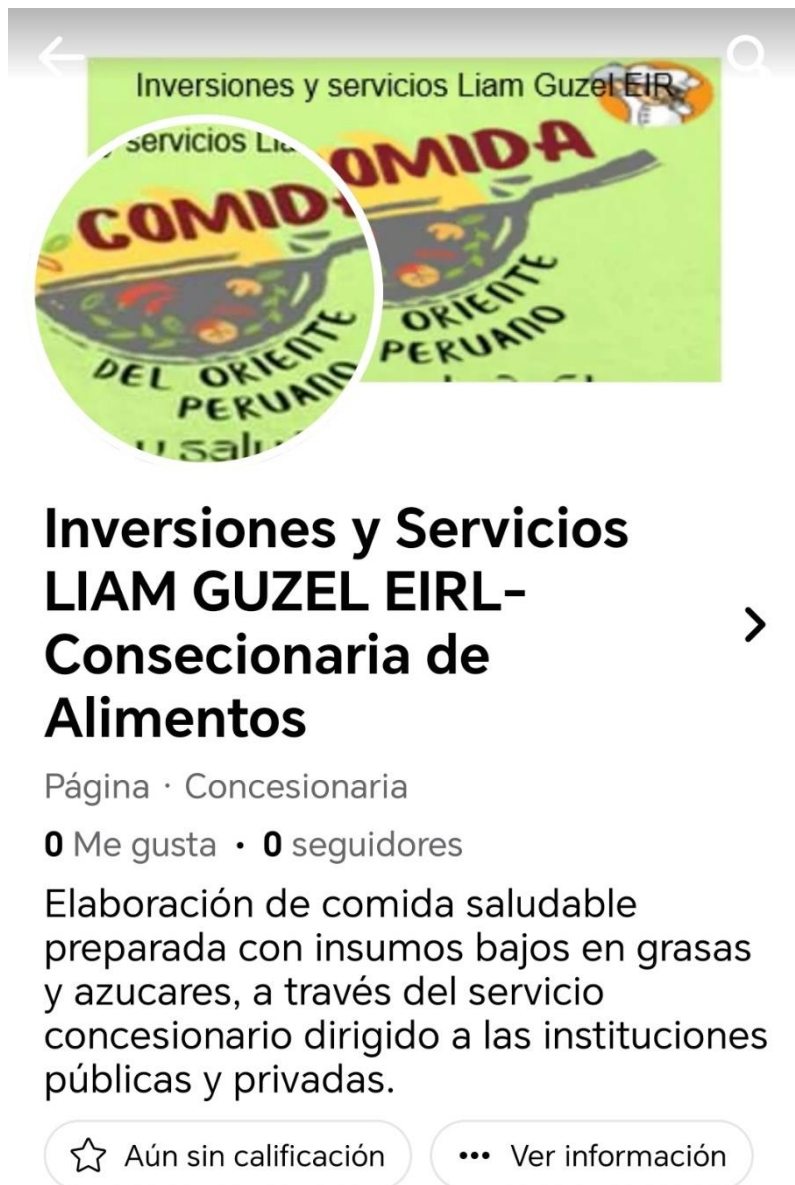 Inversiones y servicios Liam Guzel EIR
servicios Li
COMID
OMIDA
DEL ORIENTE
PERUANO
ORIENTE
PERUANO
u salu
Inversiones y Servicios
LIAM GUZEL EIRL-
Consecionaria de
Alimentos
Página · Concesionaria
0 Me gusta · 0 seguidores
Elaboración de comida saludable
preparada con insumos bajos en grasas
y azucares, a través del servicio
concesionario dirigido a las instituciones
públicas y privadas.
Aún sin calificación
Ver información